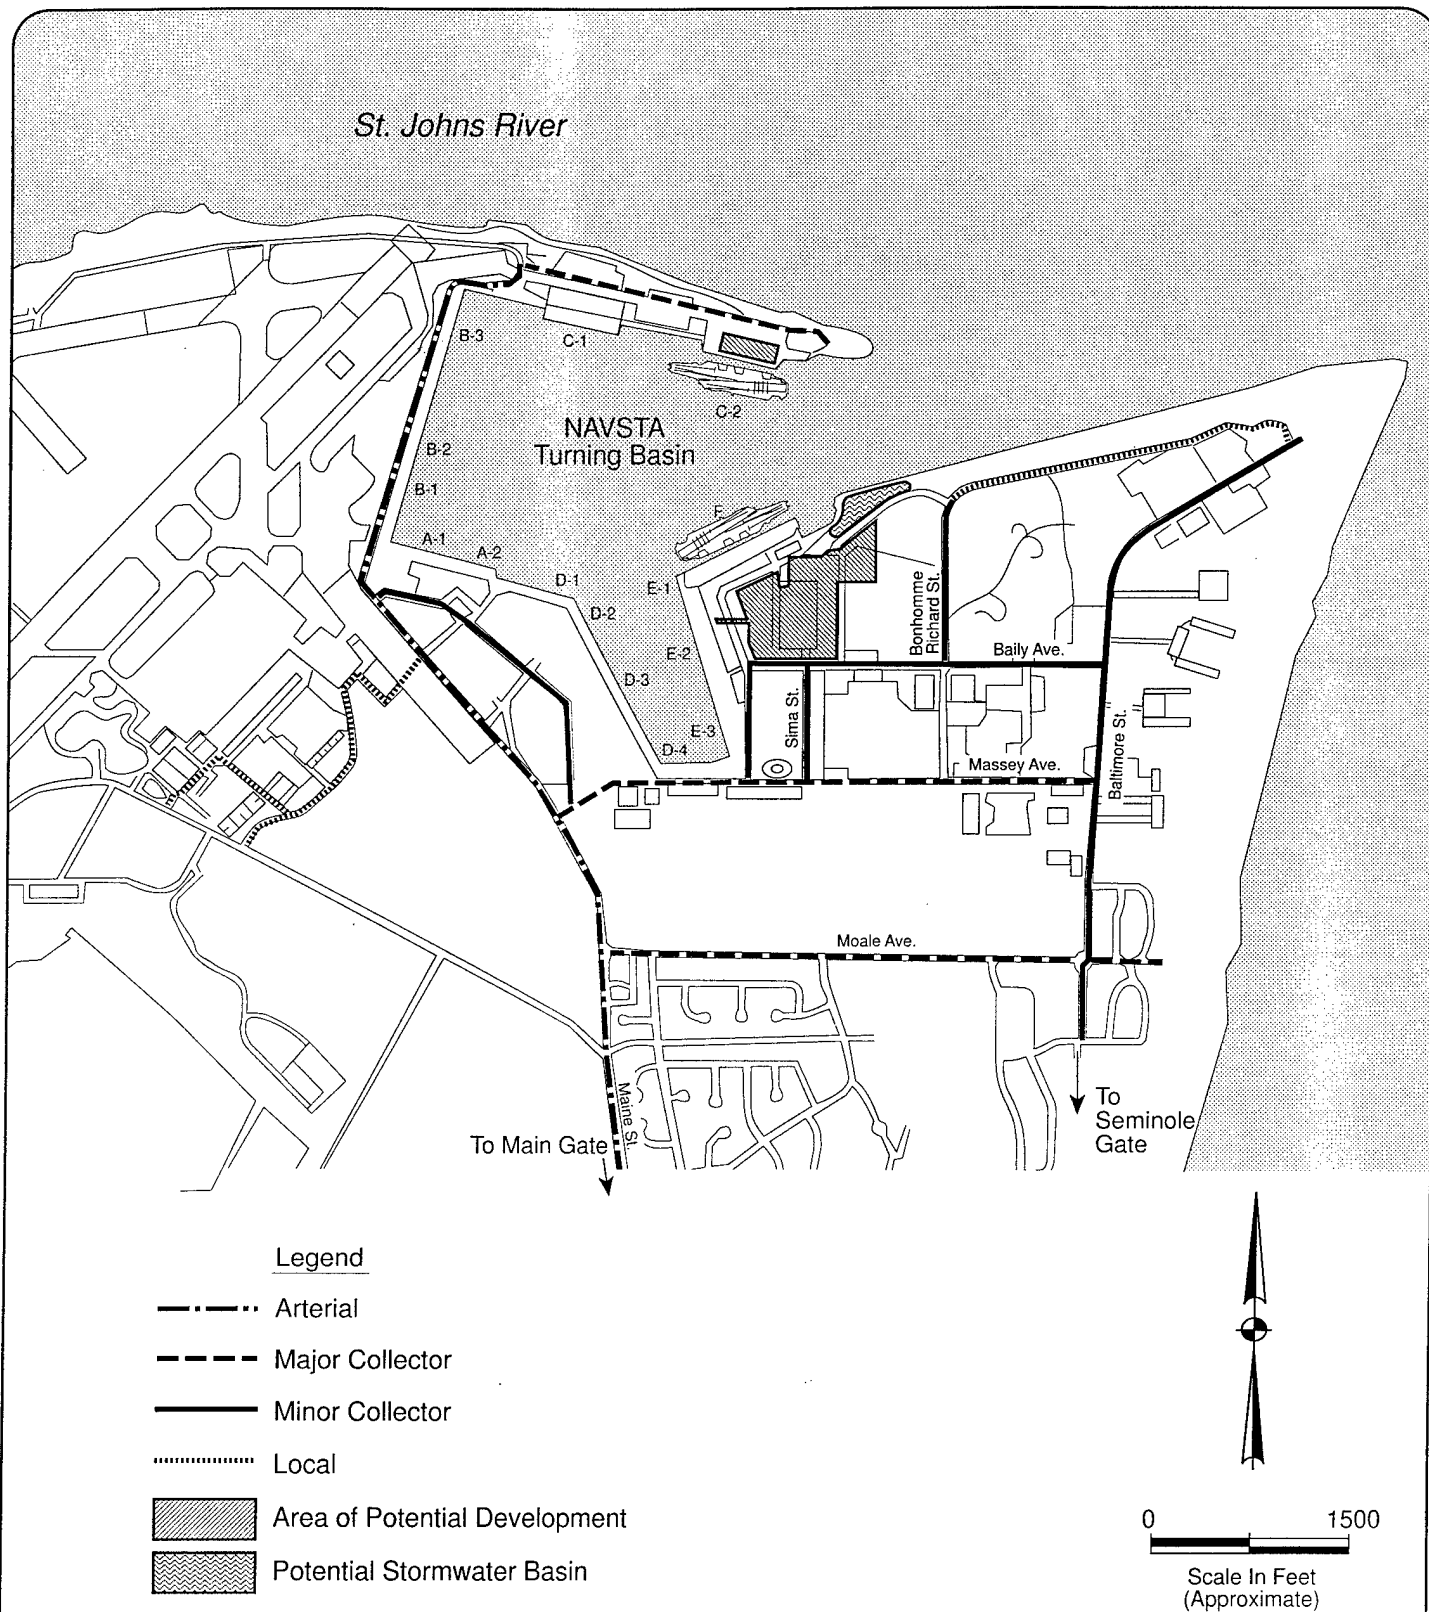 St. Johns River
B-3
C-1
C-2
NAVSTA
Turning Basin
B-2
B-1
F
A-1
A-2
D-1
D-2
E-1
E-2
D-3
E-3
D-4
Bonhomme
Richard St.
Baily Ave.
Sima St.
Massey Ave.
Baltimore St.
Moale Ave.
Maine St.
To Main Gate
To
Seminole
Gate
Legend
Arterial
Major Collector
Minor Collector
Local
Area of Potential Development
Potential Stormwater Basin
0 1500
Scale In Feet
(Approximate)